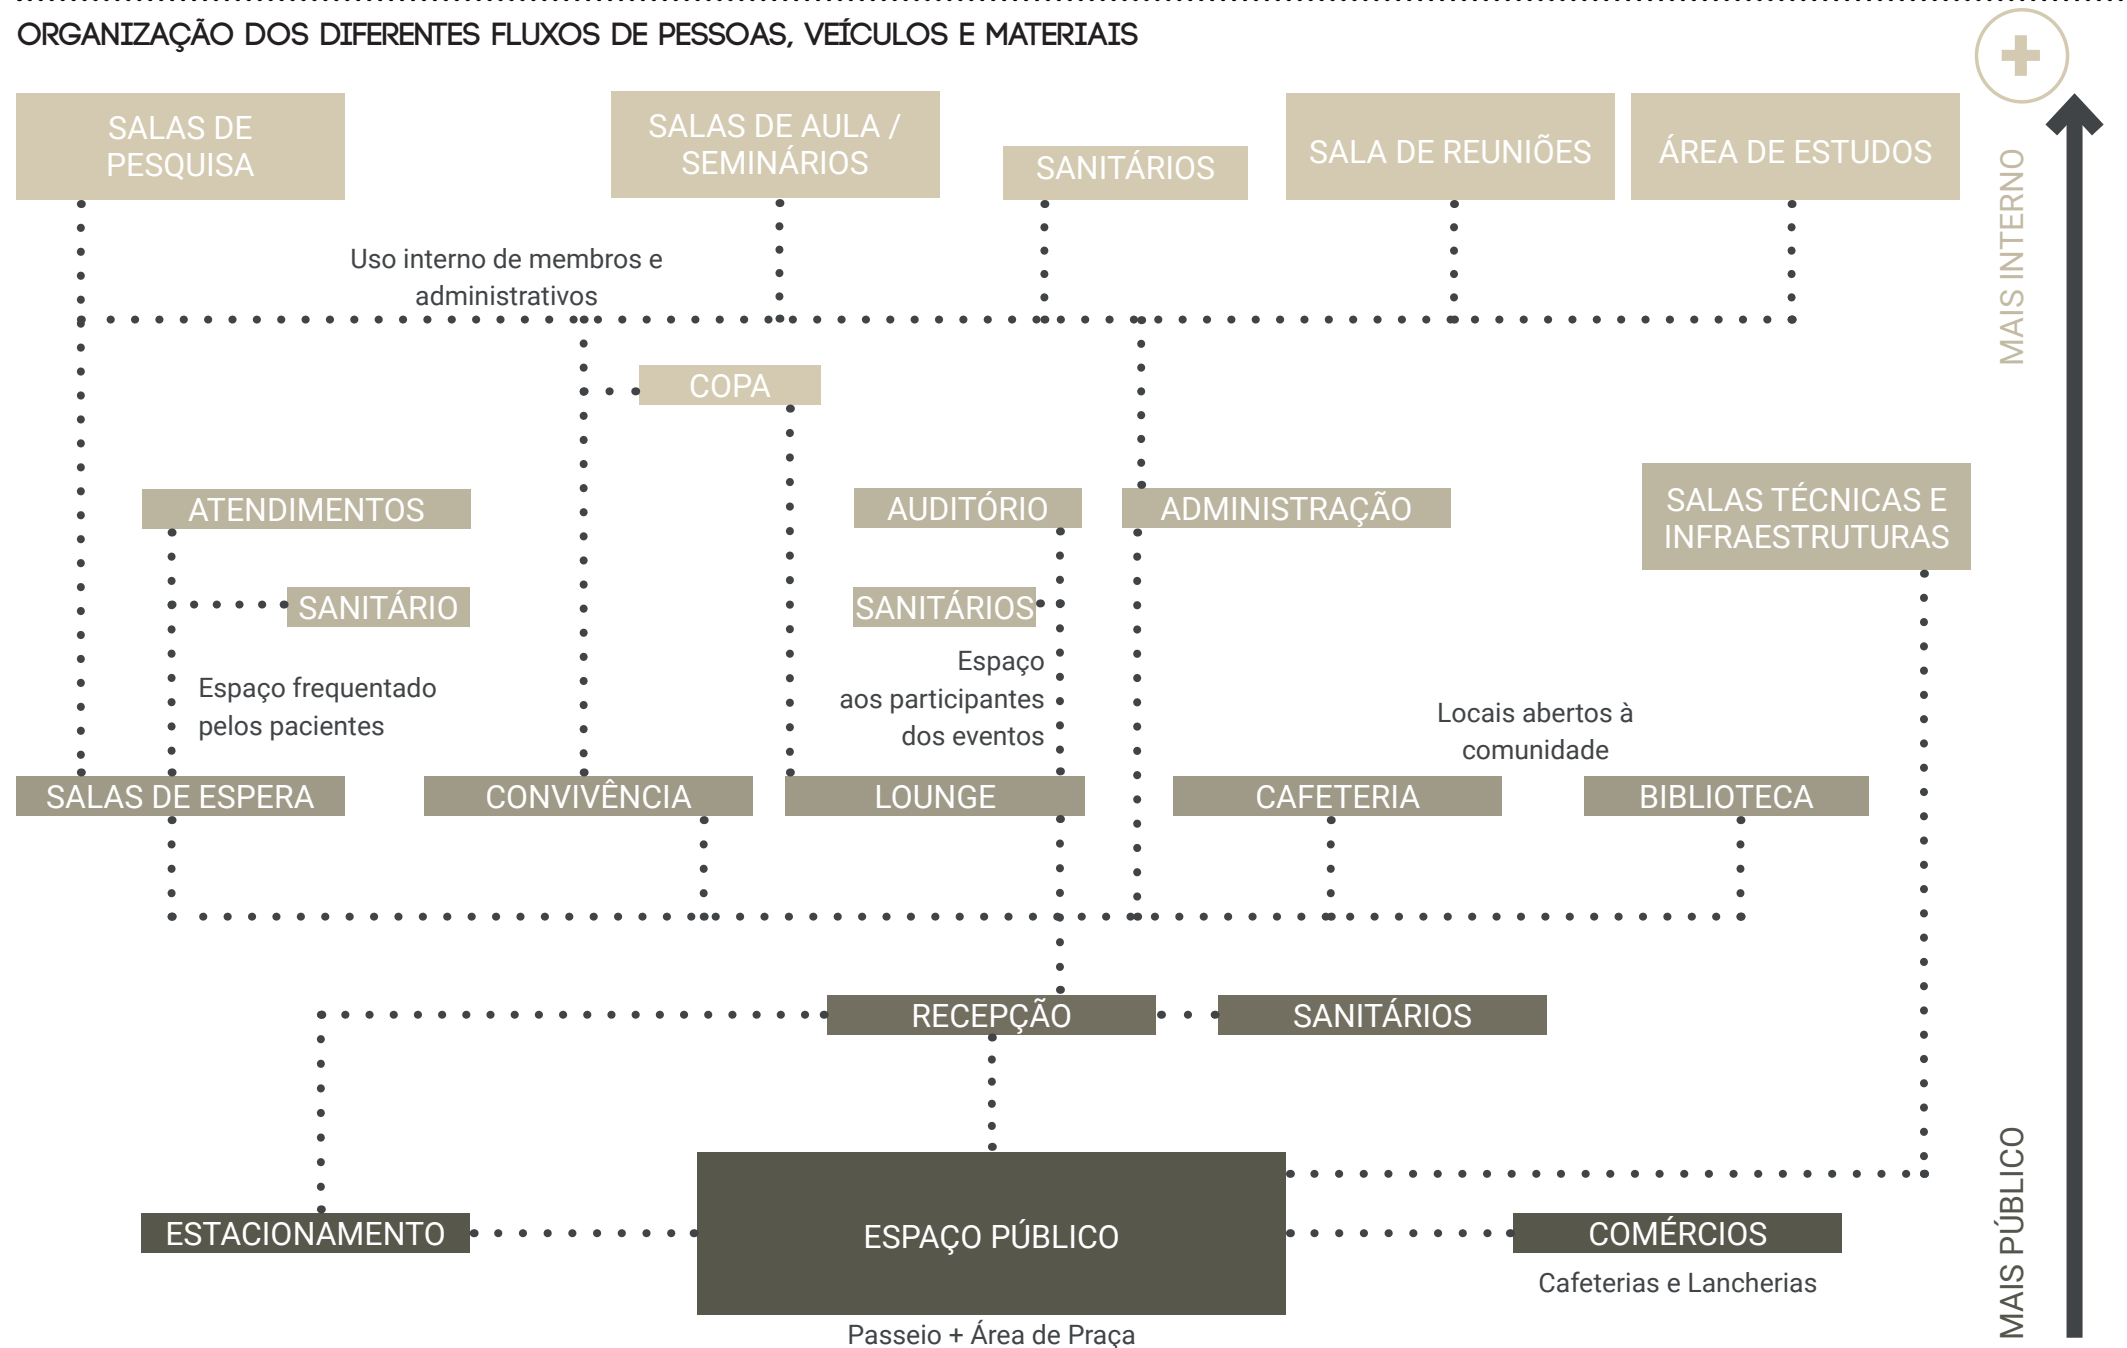 ORGANIZAÇÃO DOS DIFERENTES FLUXOS DE PESSOAS, VEÍCULOS E MATERIAIS
SALAS DE
PESQUISA
SALAS DE AULA /
SEMINÁRIOS
SANITÁRIOS
SALA DE REUNIÕES
ÁREA DE ESTUDOS
MAIS INTERNO
Uso interno de membros e
administrativos
COPA
ATENDIMENTOS
AUDITÓRIO
ADMINISTRAÇÃO
SALAS TÉCNICAS E
INFRAESTRUTURAS
SANITÁRIO
SANITÁRIOS
Espaço frequentado
pelos pacientes
Espaço
aos participantes
dos eventos
Locais abertos à
comunidade
SALAS DE ESPERA
CONVIVÊNCIA
LOUNGE
CAFETERIA
BIBLIOTECA
RECEPÇÃO
SANITÁRIOS
ESTACIONAMENTO
ESPAÇO PÚBLICO
COMÉRCIOS
Cafeterias e Lancherias
Passeio + Área de Praça
MAIS PÚBLICO